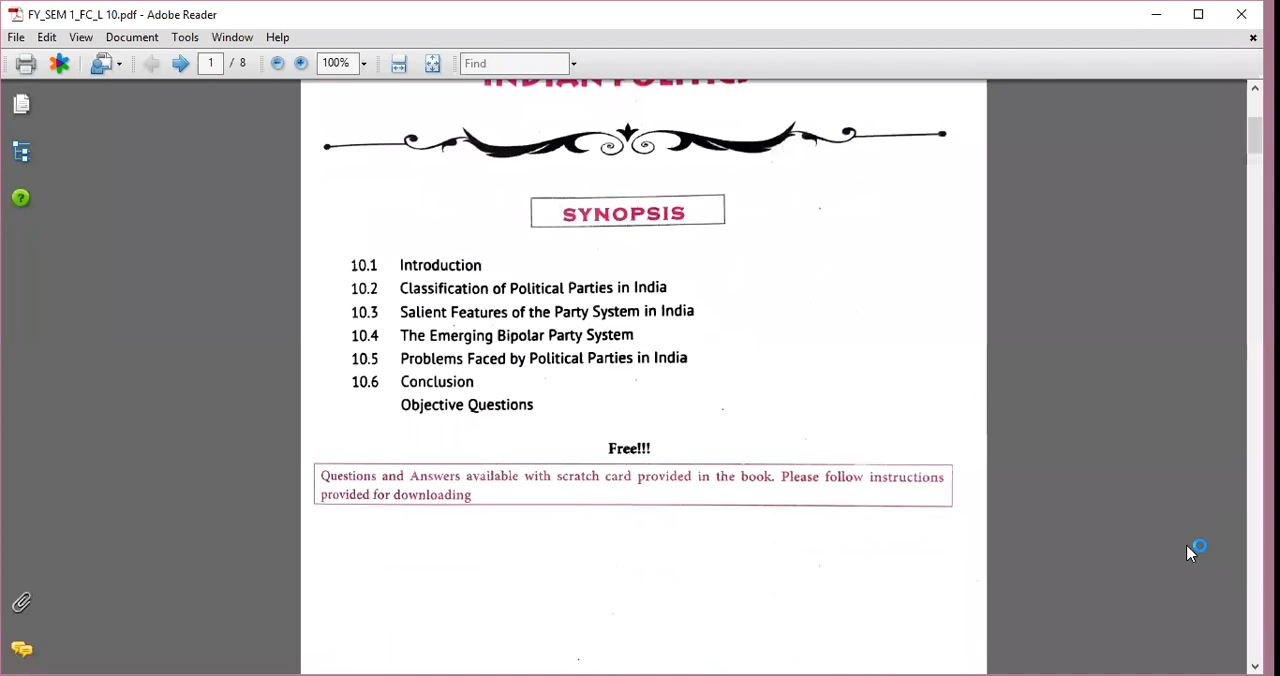 FY_SEM 1_FC_L 10.pdf - Adobe Reader
File Edit View Document Tools Window Help
1 / 8 100% Find
INDIAN POLITICS
SYNOPSIS
10.1 Introduction
10.2 Classification of Political Parties in India
10.3 Salient Features of the Party System in India
10.4 The Emerging Bipolar Party System
10.5 Problems Faced by Political Parties in India
10.6 Conclusion
Objective Questions
Free!!!
Questions and Answers available with scratch card provided in the book. Please follow instructions
provided for downloading